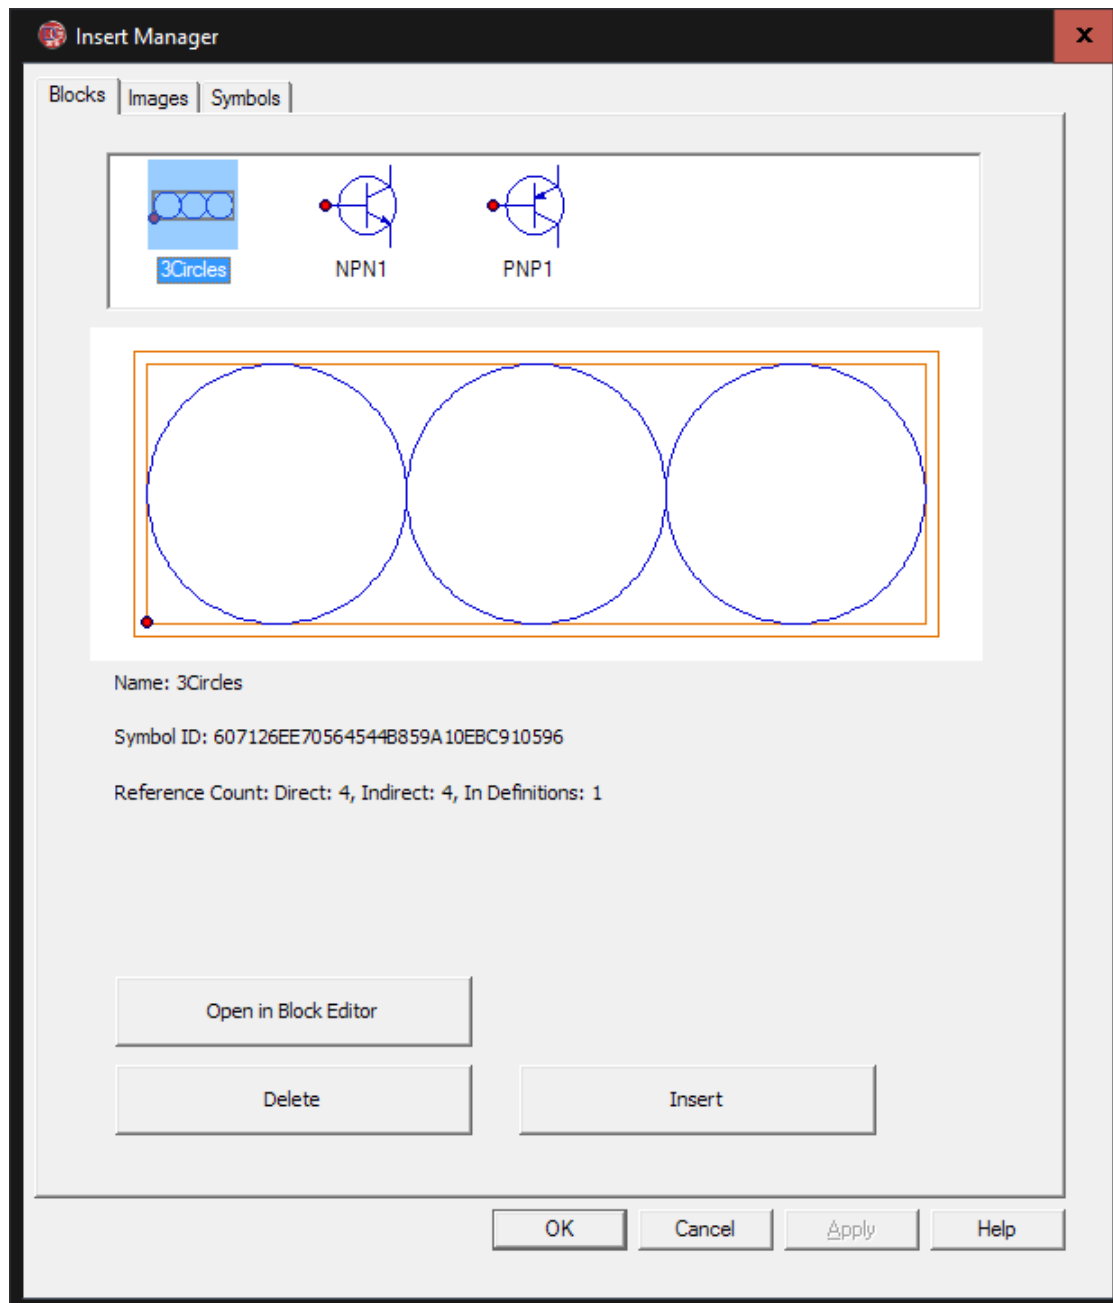 Insert Manager
Blocks Images Symbols
3Circles NPN1 PNP1
Name: 3Circles
Symbol ID: 607126EE70564544B859A10EBC910596
Reference Count: Direct: 4, Indirect: 4, In Definitions: 1
Open in Block Editor
Delete Insert
OK Cancel Apply Help